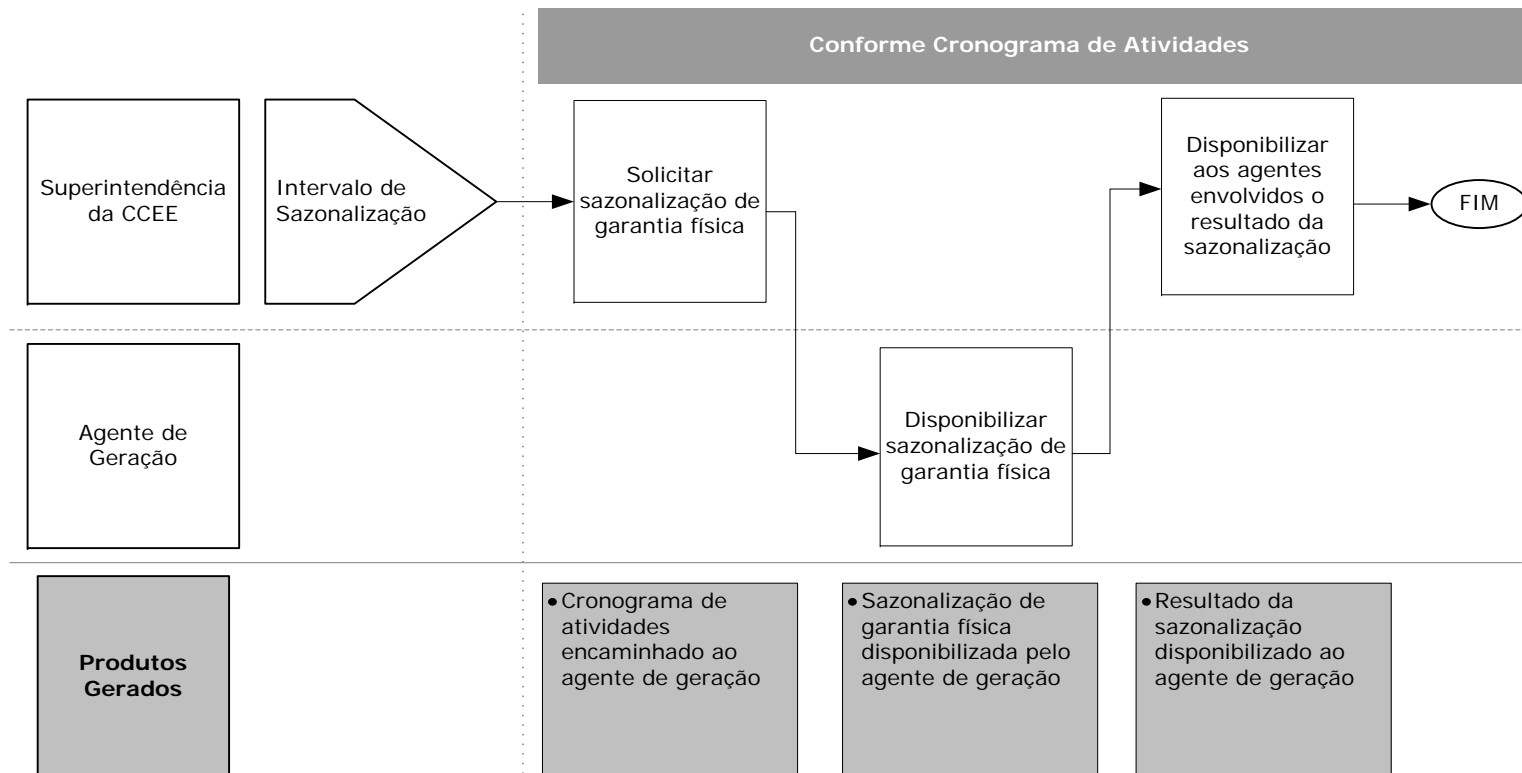 Conforme Cronograma de Atividades
Superintendência
da CCEE
Intervalo de
Sazonalização
Solicitar
sazonalização de
garantia física
Disponibilizar
aos agentes
envolvidos o
resultado da
sazonalização
FIM
Agente de
Geração
Disponibilizar
sazonalização de
garantia física
Produtos
Gerados
• Cronograma de
atividades
encaminhado ao
agente de geração
• Sazonalização de
garantia física
disponibilizada pelo
agente de geração
• Resultado da
sazonalização
disponibilizado ao
agente de geração